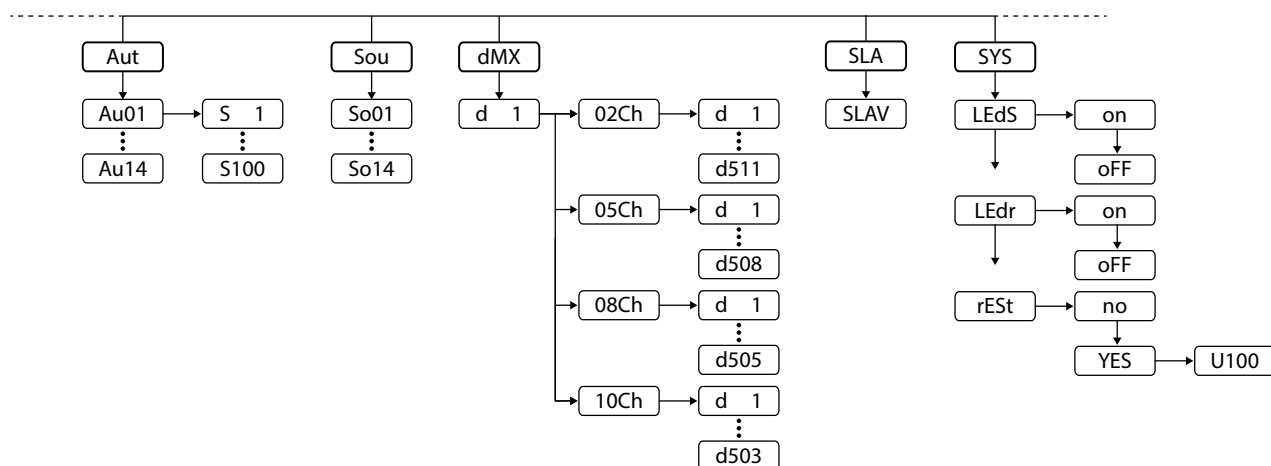 Aut
Au01
S 1
Au14
S100
Sou
So01
So14
dMX
d 1
02Ch
d 1
d511
05Ch
d 1
d508
08Ch
d 1
d505
10Ch
d 1
d503
SLA
SLAV
SYS
LEdS
on
oFF
LEdr
on
oFF
rESt
no
YES
U100